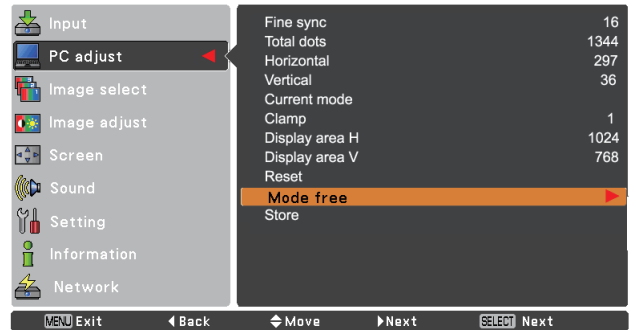 Input
PC adjust
Image select
Image adjust
Screen
Sound
Setting
Information
Network
Fine sync 16
Total dots 1344
Horizontal 297
Vertical 36
Current mode
Clamp 1
Display area H 1024
Display area V 768
Reset
Mode free
Store
MENU Exit Back Move Next SELECT Next